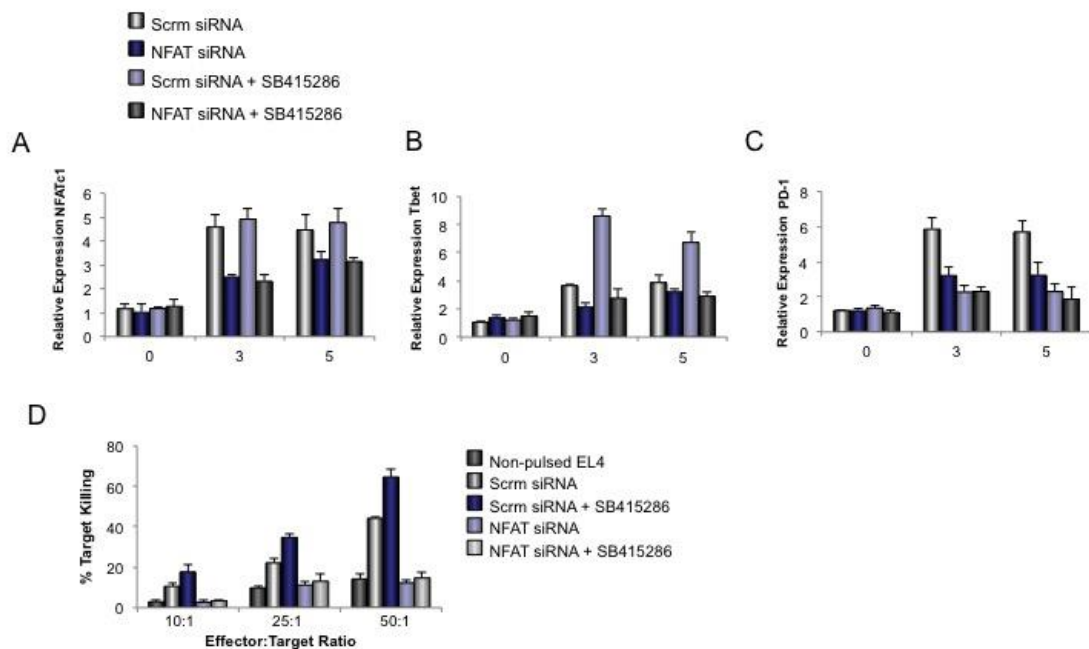 Scrm siRNA
NFAT siRNA
Scrm siRNA + SB415286
NFAT siRNA + SB415286
A
Relative Expression NFATc1
6
5
4
3
2
1
0
0 3 5
B
Relative Expression Tbet
10
8
6
4
2
0
0 3 5
C
Relative Expression PD-1
8
6
4
2
0
0 3 5
D
% Target Killing
80
60
40
20
0
10:1 25:1 50:1
Effector:Target Ratio
Non-pulsed EL4
Scrm siRNA
Scrm siRNA + SB415286
NFAT siRNA
NFAT siRNA + SB415286